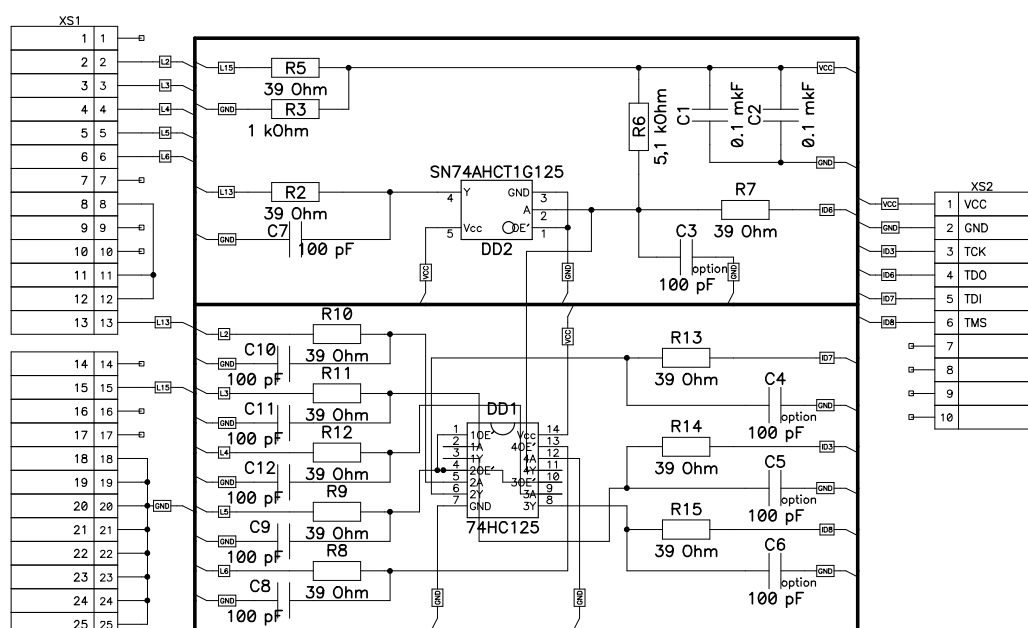 XS1
1 1
2 2 L2
3 3 L3
4 4 L4
5 5 L5
6 6 L6
7 7
8 8
9 9
10 10
11 11
12 12
13 13 L13
14 14
15 15 L15
16 16
17 17
18 18
19 19
20 20 GND
21 21
22 22
23 23
24 24
25 25
L15 R5 VCC
39 Ohm
GND R3
1 kOhm
R6
5,1 kOhm
C1
0.1 mkF
C2
0.1 mkF
GND
SN74AHCT1G125
L13 R2
39 Ohm
4 Y GND 3
A 2
5 Vcc OE' 1
DD2
GND C7
100 pF
VCC
GND
R7 ID6
39 Ohm
C3
option
100 pF
GND
XS2
VCC 1 VCC
GND 2 GND
ID3 3 TCK
ID6 4 TDO
ID7 5 TDI
ID8 6 TMS
7
8
9
10
L2 R10
39 Ohm
GND C10
100 pF
L3 R11
39 Ohm
GND C11
100 pF
L4 R12
39 Ohm
GND C12
100 pF
L5 R9
39 Ohm
GND C9
100 pF
L6 R8
39 Ohm
GND C8
100 pF
VCC
DD1
1 1OE' Vcc 14
2 1A 4OE' 13
3 1Y 4A 12
4 2OE' 4Y 11
5 2A 3OE' 10
6 2Y 3A 9
7 GND 3Y 8
74HC125
GND
GND
R13 ID7
39 Ohm
C4 GND
option
100 pF
R14 ID3
39 Ohm
C5 GND
option
100 pF
R15 ID8
39 Ohm
C6 GND
option
100 pF